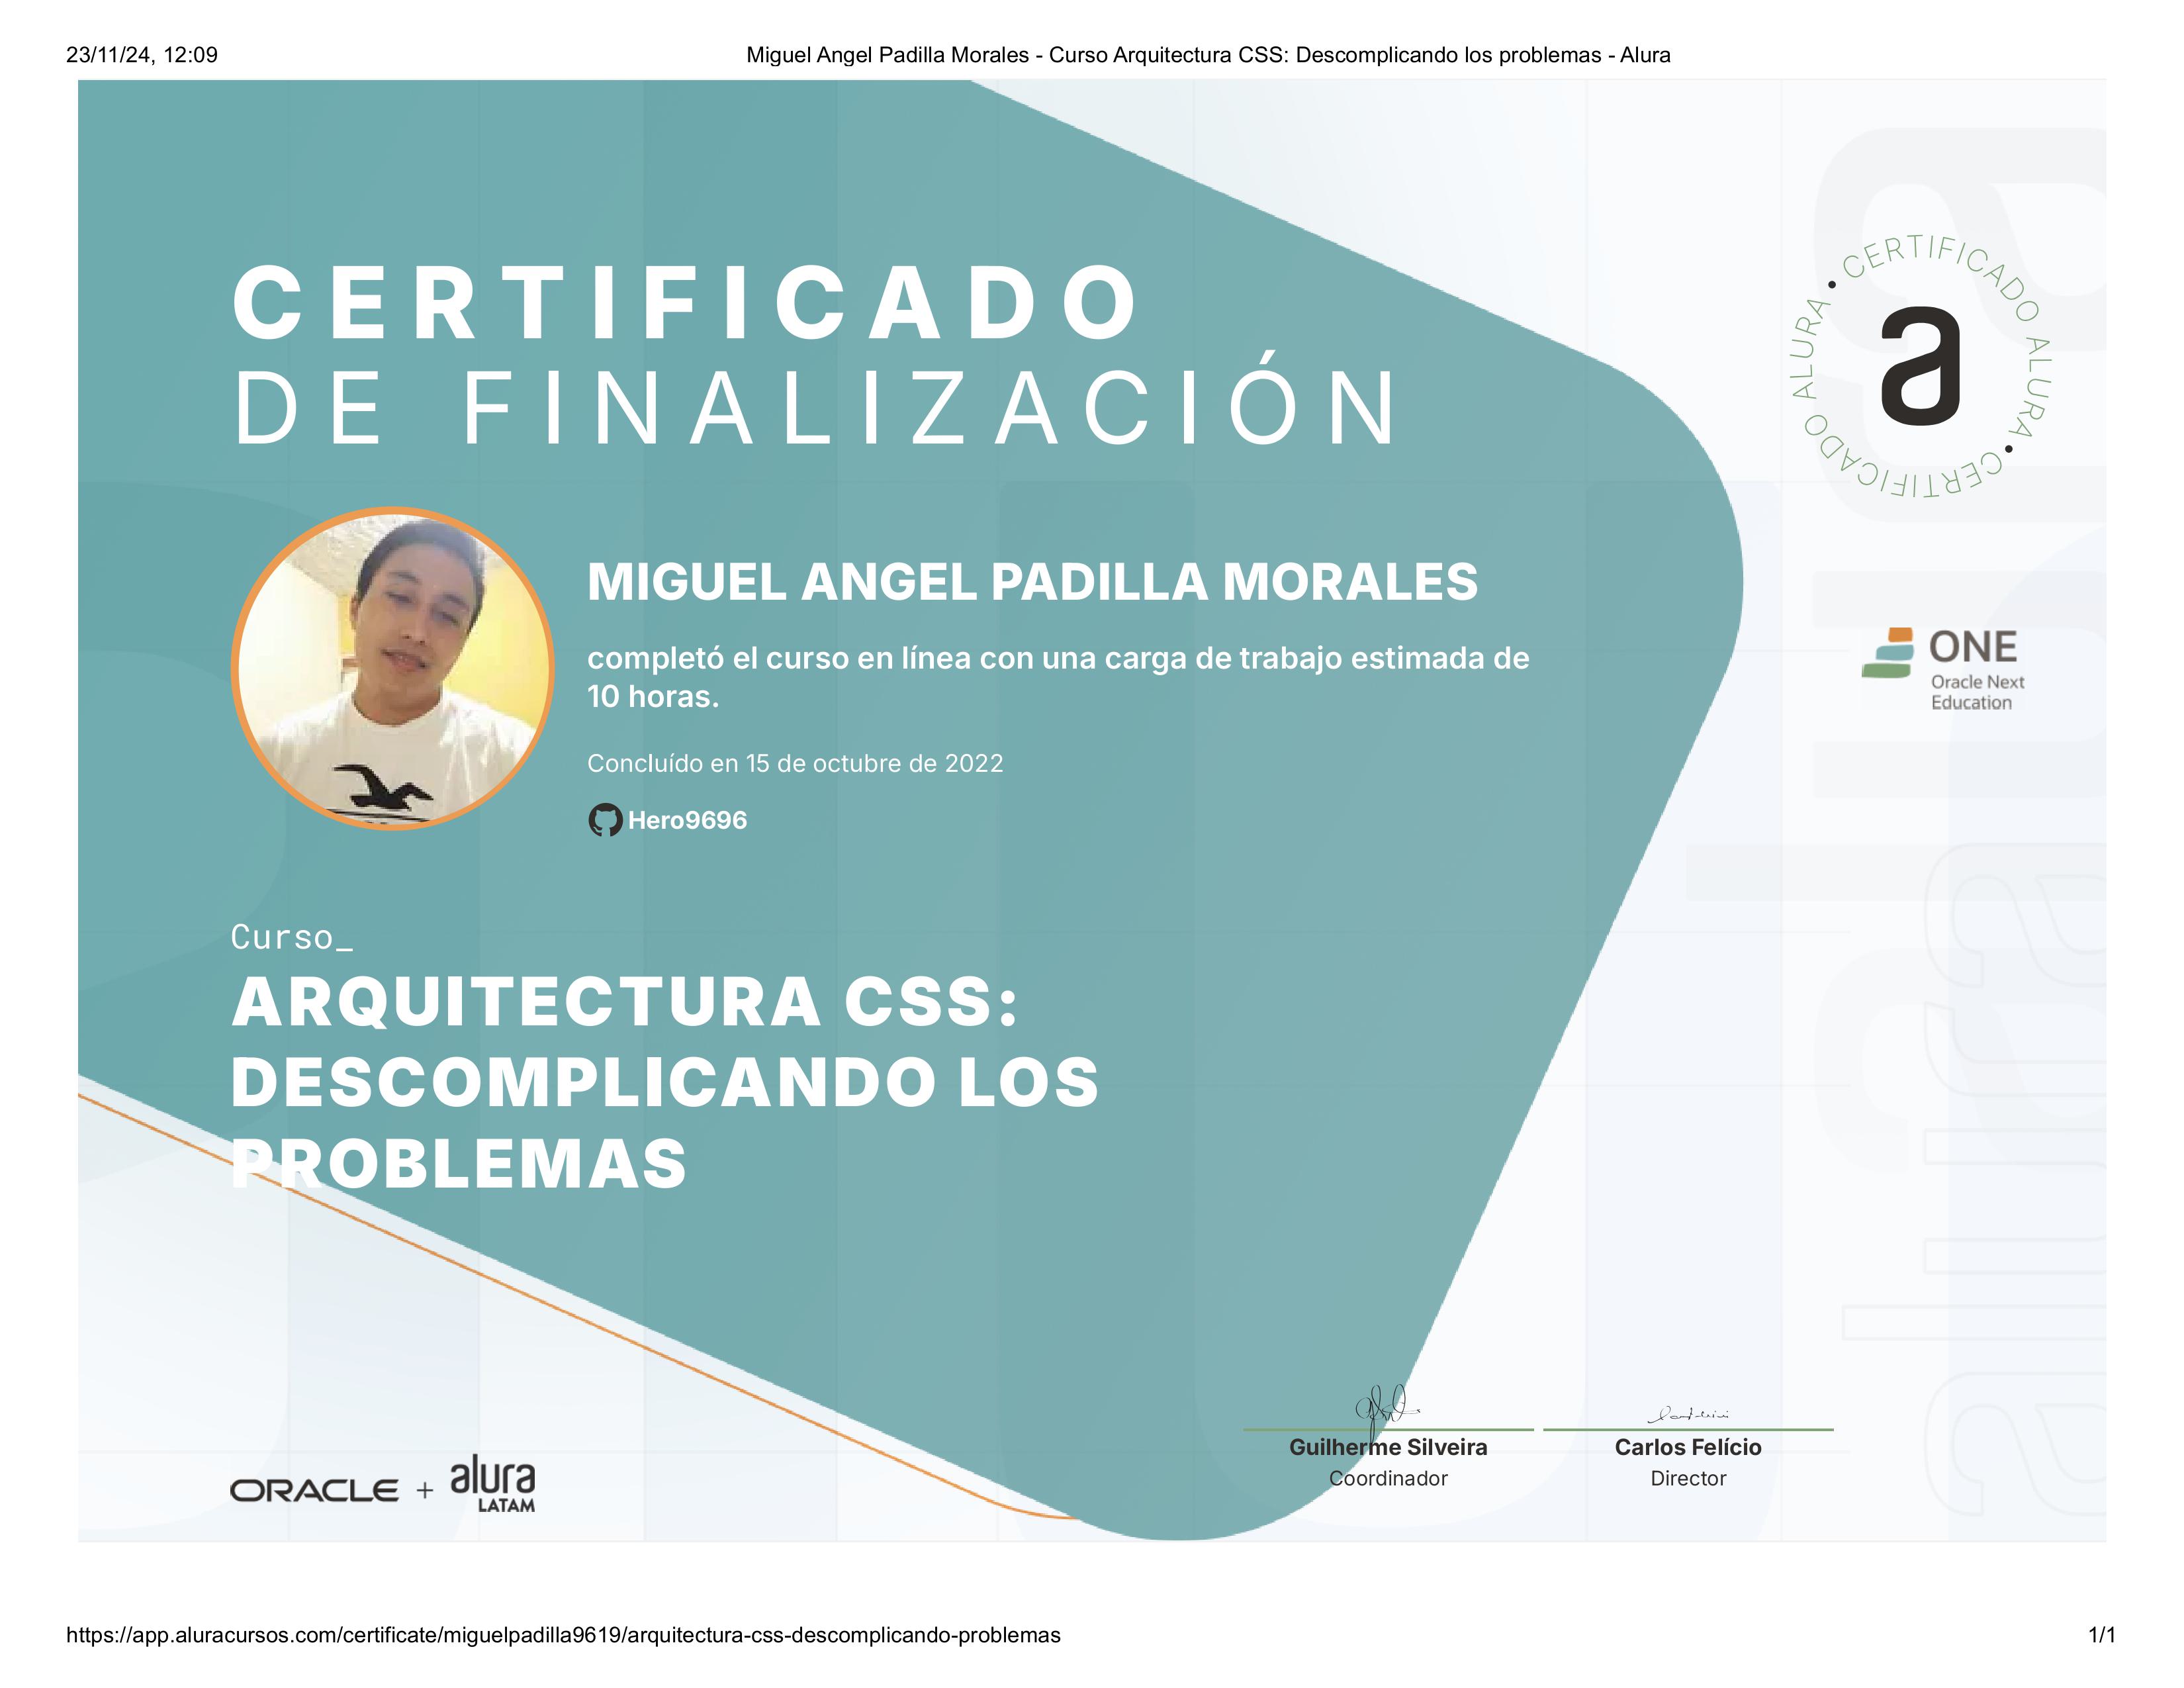 23/11/24, 12:09
Miguel Angel Padilla Morales - Curso Arquitectura CSS: Descomplicando los problemas - Alura
CERTIFICADO
DE FINALIZACIÓN
CERTIFICADO ALURA • CERTIFICADO ALURA •
a
MIGUEL ANGEL PADILLA MORALES
completó el curso en línea con una carga de trabajo estimada de
10 horas.
Concluído en 15 de octubre de 2022
Hero9696
ONE
Oracle Next
Education
Curso_
ARQUITECTURA CSS:
DESCOMPLICANDO LOS
PROBLEMAS
alura
ORACLE + alura
LATAM
Guilherme Silveira
Coordinador
Carlos Felício
Director
https://app.aluracursos.com/certificate/miguelpadilla9619/arquitectura-css-descomplicando-problemas
1/1